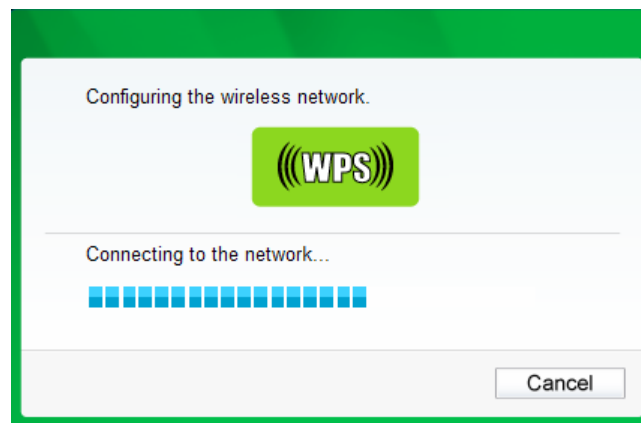 Configuring the wireless network.
(((WPS)))
Connecting to the network...
Cancel